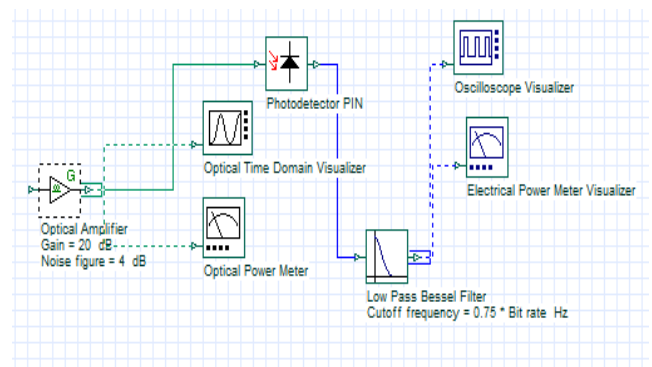 Oscilloscope Visualizer
Photodetector PIN
Optical Time Domain Visualizer
Electrical Power Meter Visualizer
G
Optical Amplifier
Gain = 20 dB
Noise figure = 4 dB
Optical Power Meter
Low Pass Bessel Filter
Cutoff frequency = 0.75 * Bit rate Hz